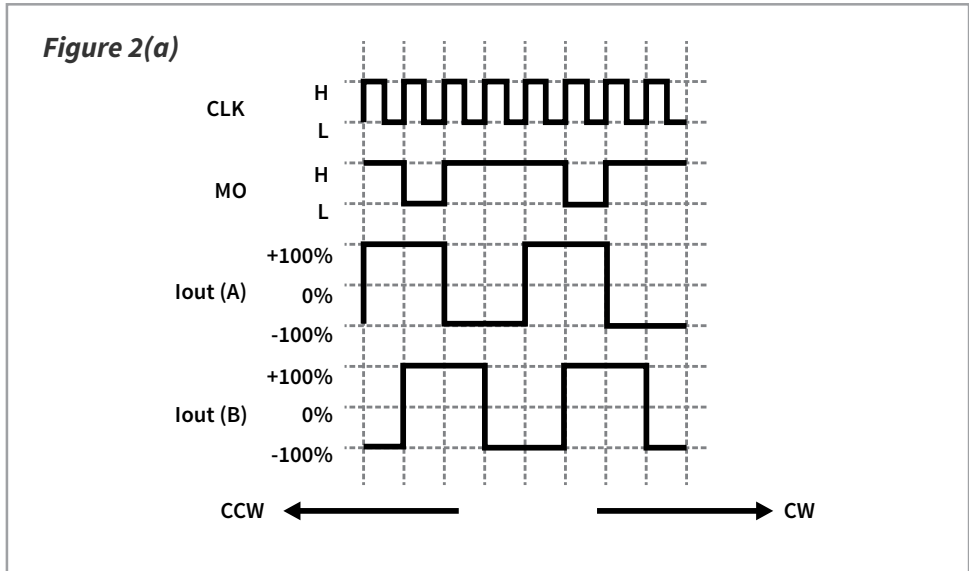 Figure 2(a)
CLK
H
L
MO
H
L
Iout (A)
+100%
0%
-100%
Iout (B)
+100%
0%
-100%
CCW
CW